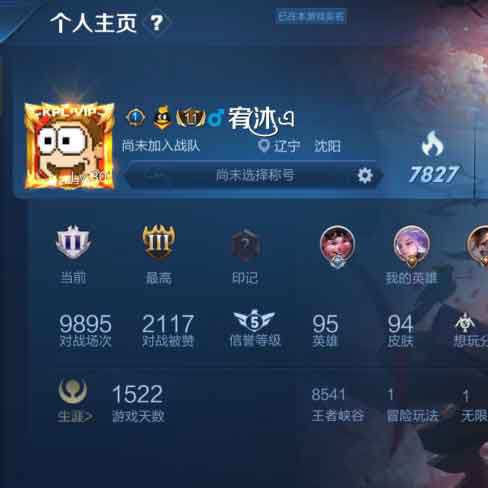 个人主页 ?
已在本游戏实名
KPL·VIP
宥沐
尚未加入战队 辽宁 沈阳
Lv.30
尚未选择称号
7827
当前 最高 印记 我的英雄
9895 2117 5 95 94
对战场次 对战被赞 信誉等级 英雄 皮肤 想玩分
1522 8541 1 1
生涯> 游戏天数 王者峡谷 冒险玩法 无限